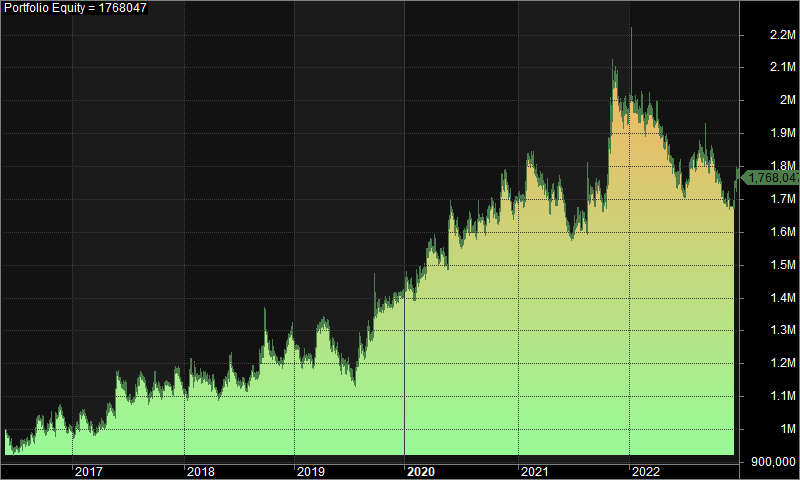 Portfolio Equity = 1768047
2.2M
2.1M
2M
1.9M
1.8M
1,768,047
1.7M
1.6M
1.5M
1.4M
1.3M
1.2M
1.1M
1M
900,000
2017 2018 2019 2020 2021 2022